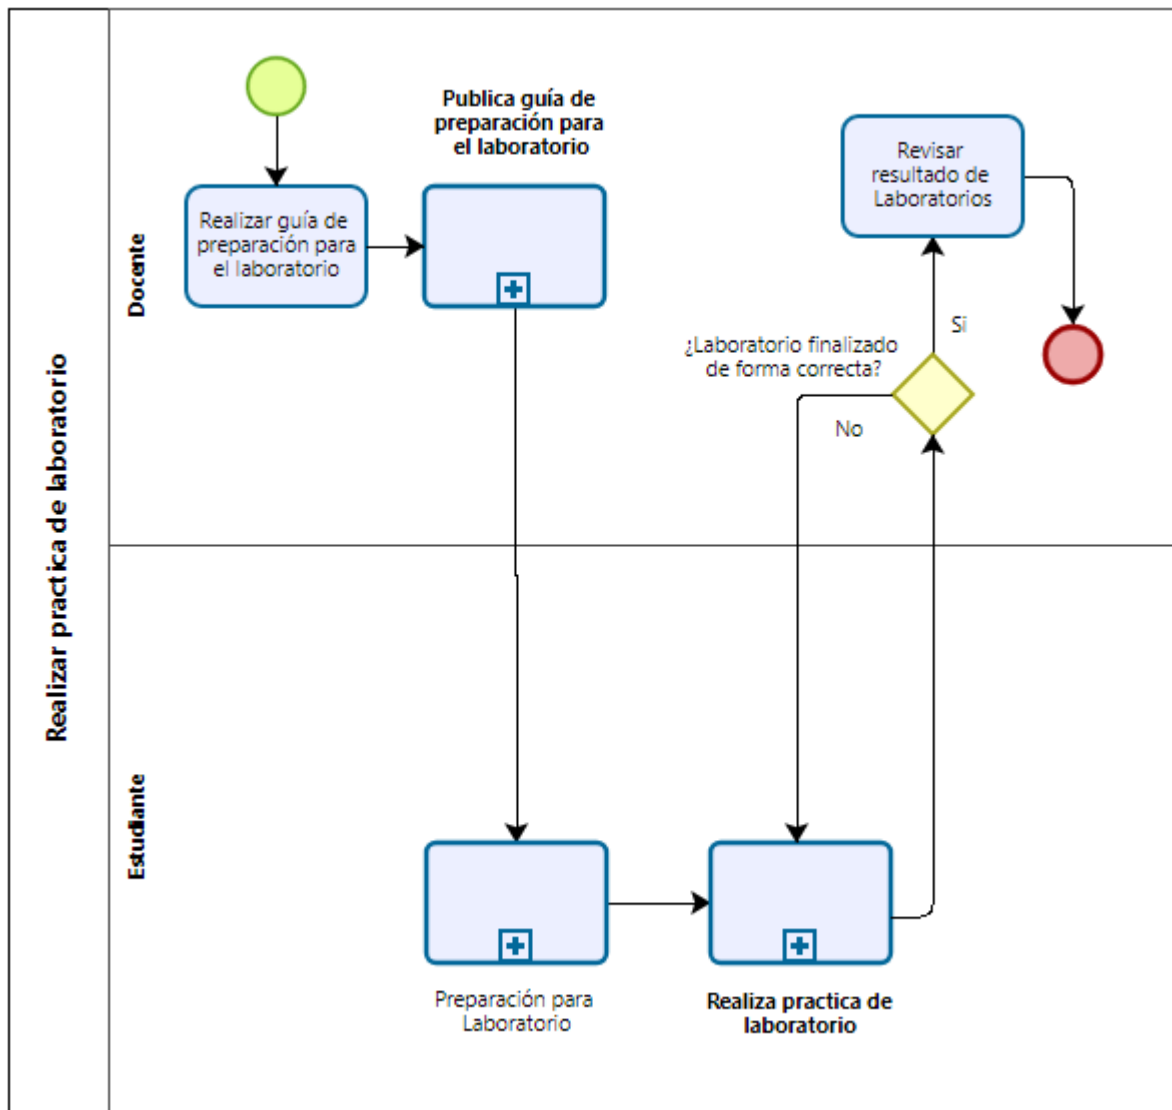 Realizar practica de laboratorio
Docente
Realizar guía de
preparación para
el laboratorio
Publica guía de
preparación para
el laboratorio
Revisar
resultado de
Laboratorios
¿Laboratorio finalizado
de forma correcta?
Si
No
Estudiante
Preparación para
Laboratorio
Realiza practica de
laboratorio